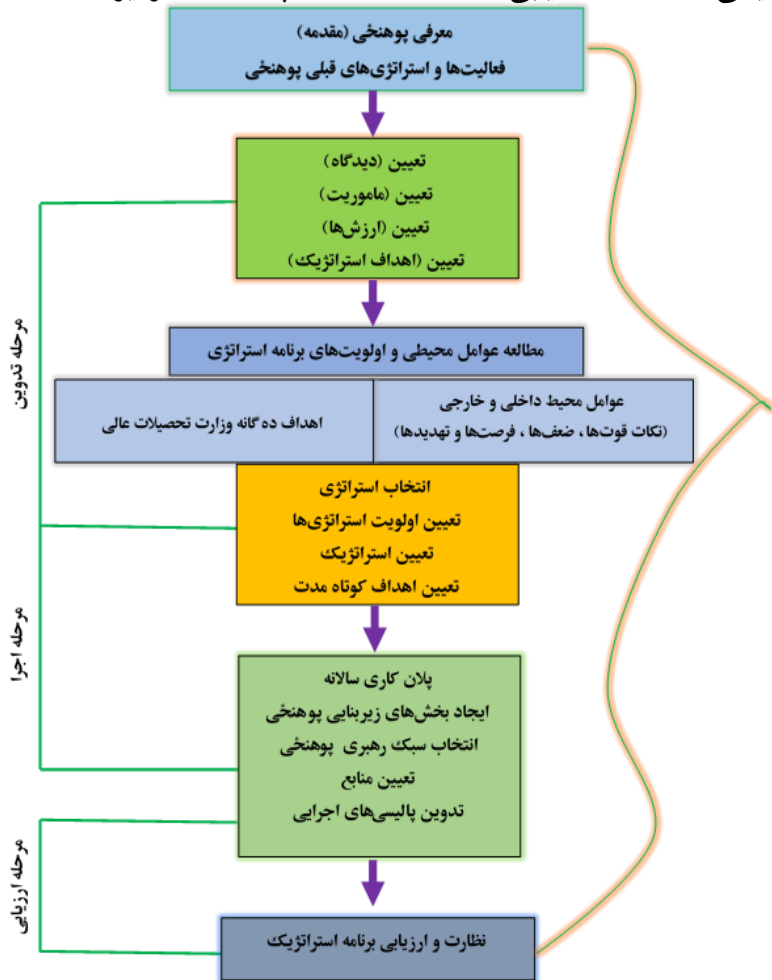 معرفی پوهنځی (مقدمه)
فعالیت‌ها و استراتژی‌های قبلی پوهنځی
تعیین (دیدگاه)
تعیین (ماموریت)
تعیین (ارزش‌ها)
تعیین (اهداف استراتژیک)
مطالعه عوامل محیطی و اولویت‌های برنامه استراتژی
عوامل محیط داخلی و خارجی
(نکات قوت‌ها، ضعف‌ها ، فرصت‌ها و تهدیدها)
اهداف ده گانه وزارت تحصیلات عالی
انتخاب استراتژی
تعیین اولویت استراتژی‌ها
تعیین استراتژیک
تعیین اهداف کوتاه مدت
پلان کاری سالانه
ایجاد بخش‌های زیربنایی پوهنځی
انتخاب سبک رهبری پوهنځی
تعیین منابع
تدوین پالیسی‌های اجرایی
نظارت و ارزیابی برنامه استراتژیک
مرحله تدوین
مرحله اجرا
مرحله ارزیابی